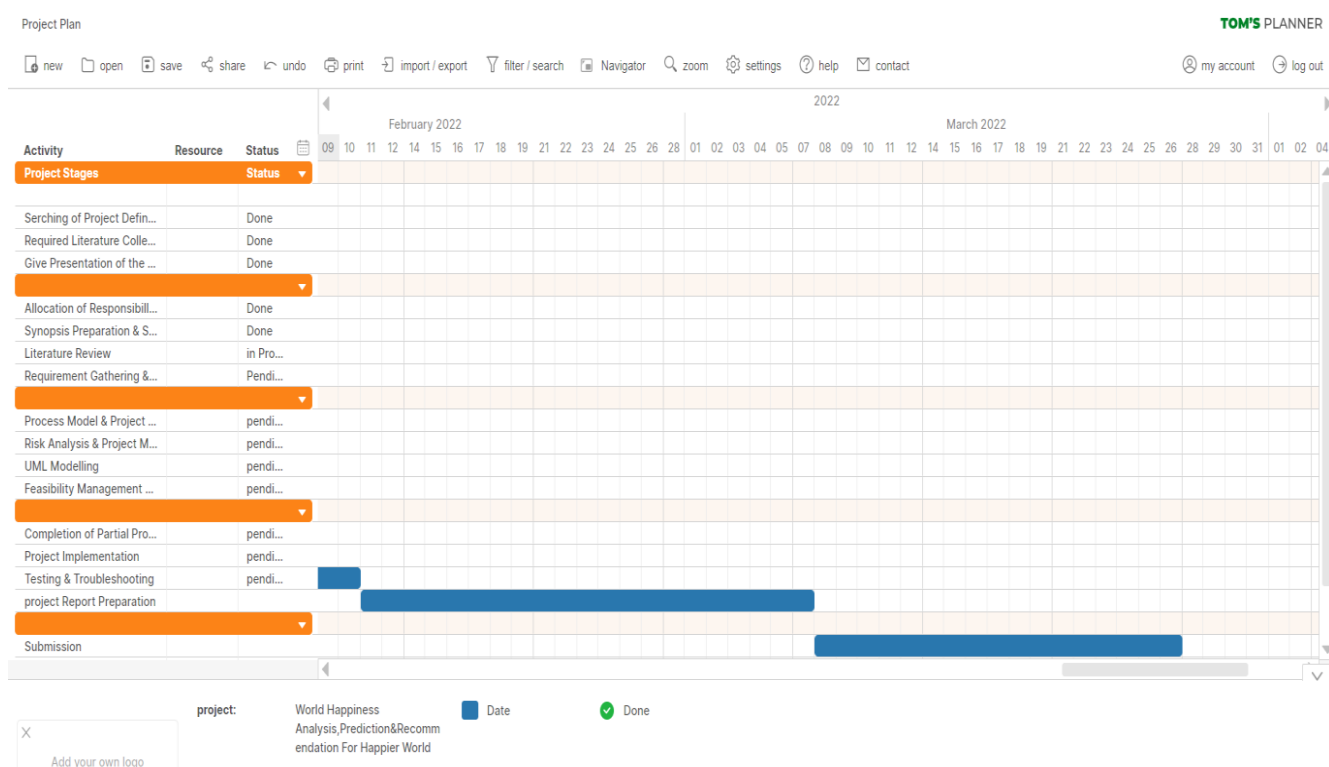 Project Plan
TOM'S PLANNER
new open save share undo print import / export filter / search Navigator zoom settings help contact my account log out
2022
February 2022 March 2022
Activity Resource Status 09 10 11 12 14 15 16 17 18 19 21 22 23 24 25 26 28 01 02 03 04 05 07 08 09 10 11 12 14 15 16 17 18 19 21 22 23 24 25 26 28 29 30 31 01 02 04
Project Stages Status
Serching of Project Defin... Done
Required Literature Colle... Done
Give Presentation of the ... Done
Allocation of Responsibill... Done
Synopsis Preparation & S... Done
Literature Review in Pro...
Requirement Gathering &... Pendi...
Process Model & Project ... pendi...
Risk Analysis & Project M... pendi...
UML Modelling pendi...
Feasibility Management ... pendi...
Completion of Partial Pro... pendi...
Project Implementation pendi...
Testing & Troubleshooting pendi...
project Report Preparation
Submission
project: World Happiness Date Done
Analysis,Prediction&Recomm
endation For Happier World
X
Add your own logo